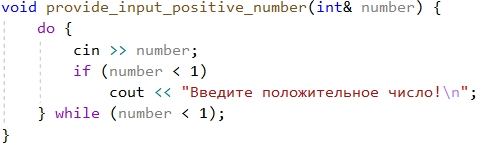 void provide_input_positive_number(int& number) {
    do {
        cin >> number;
        if (number < 1)
            cout << "Введите положительное число!\n";
    } while (number < 1);
}